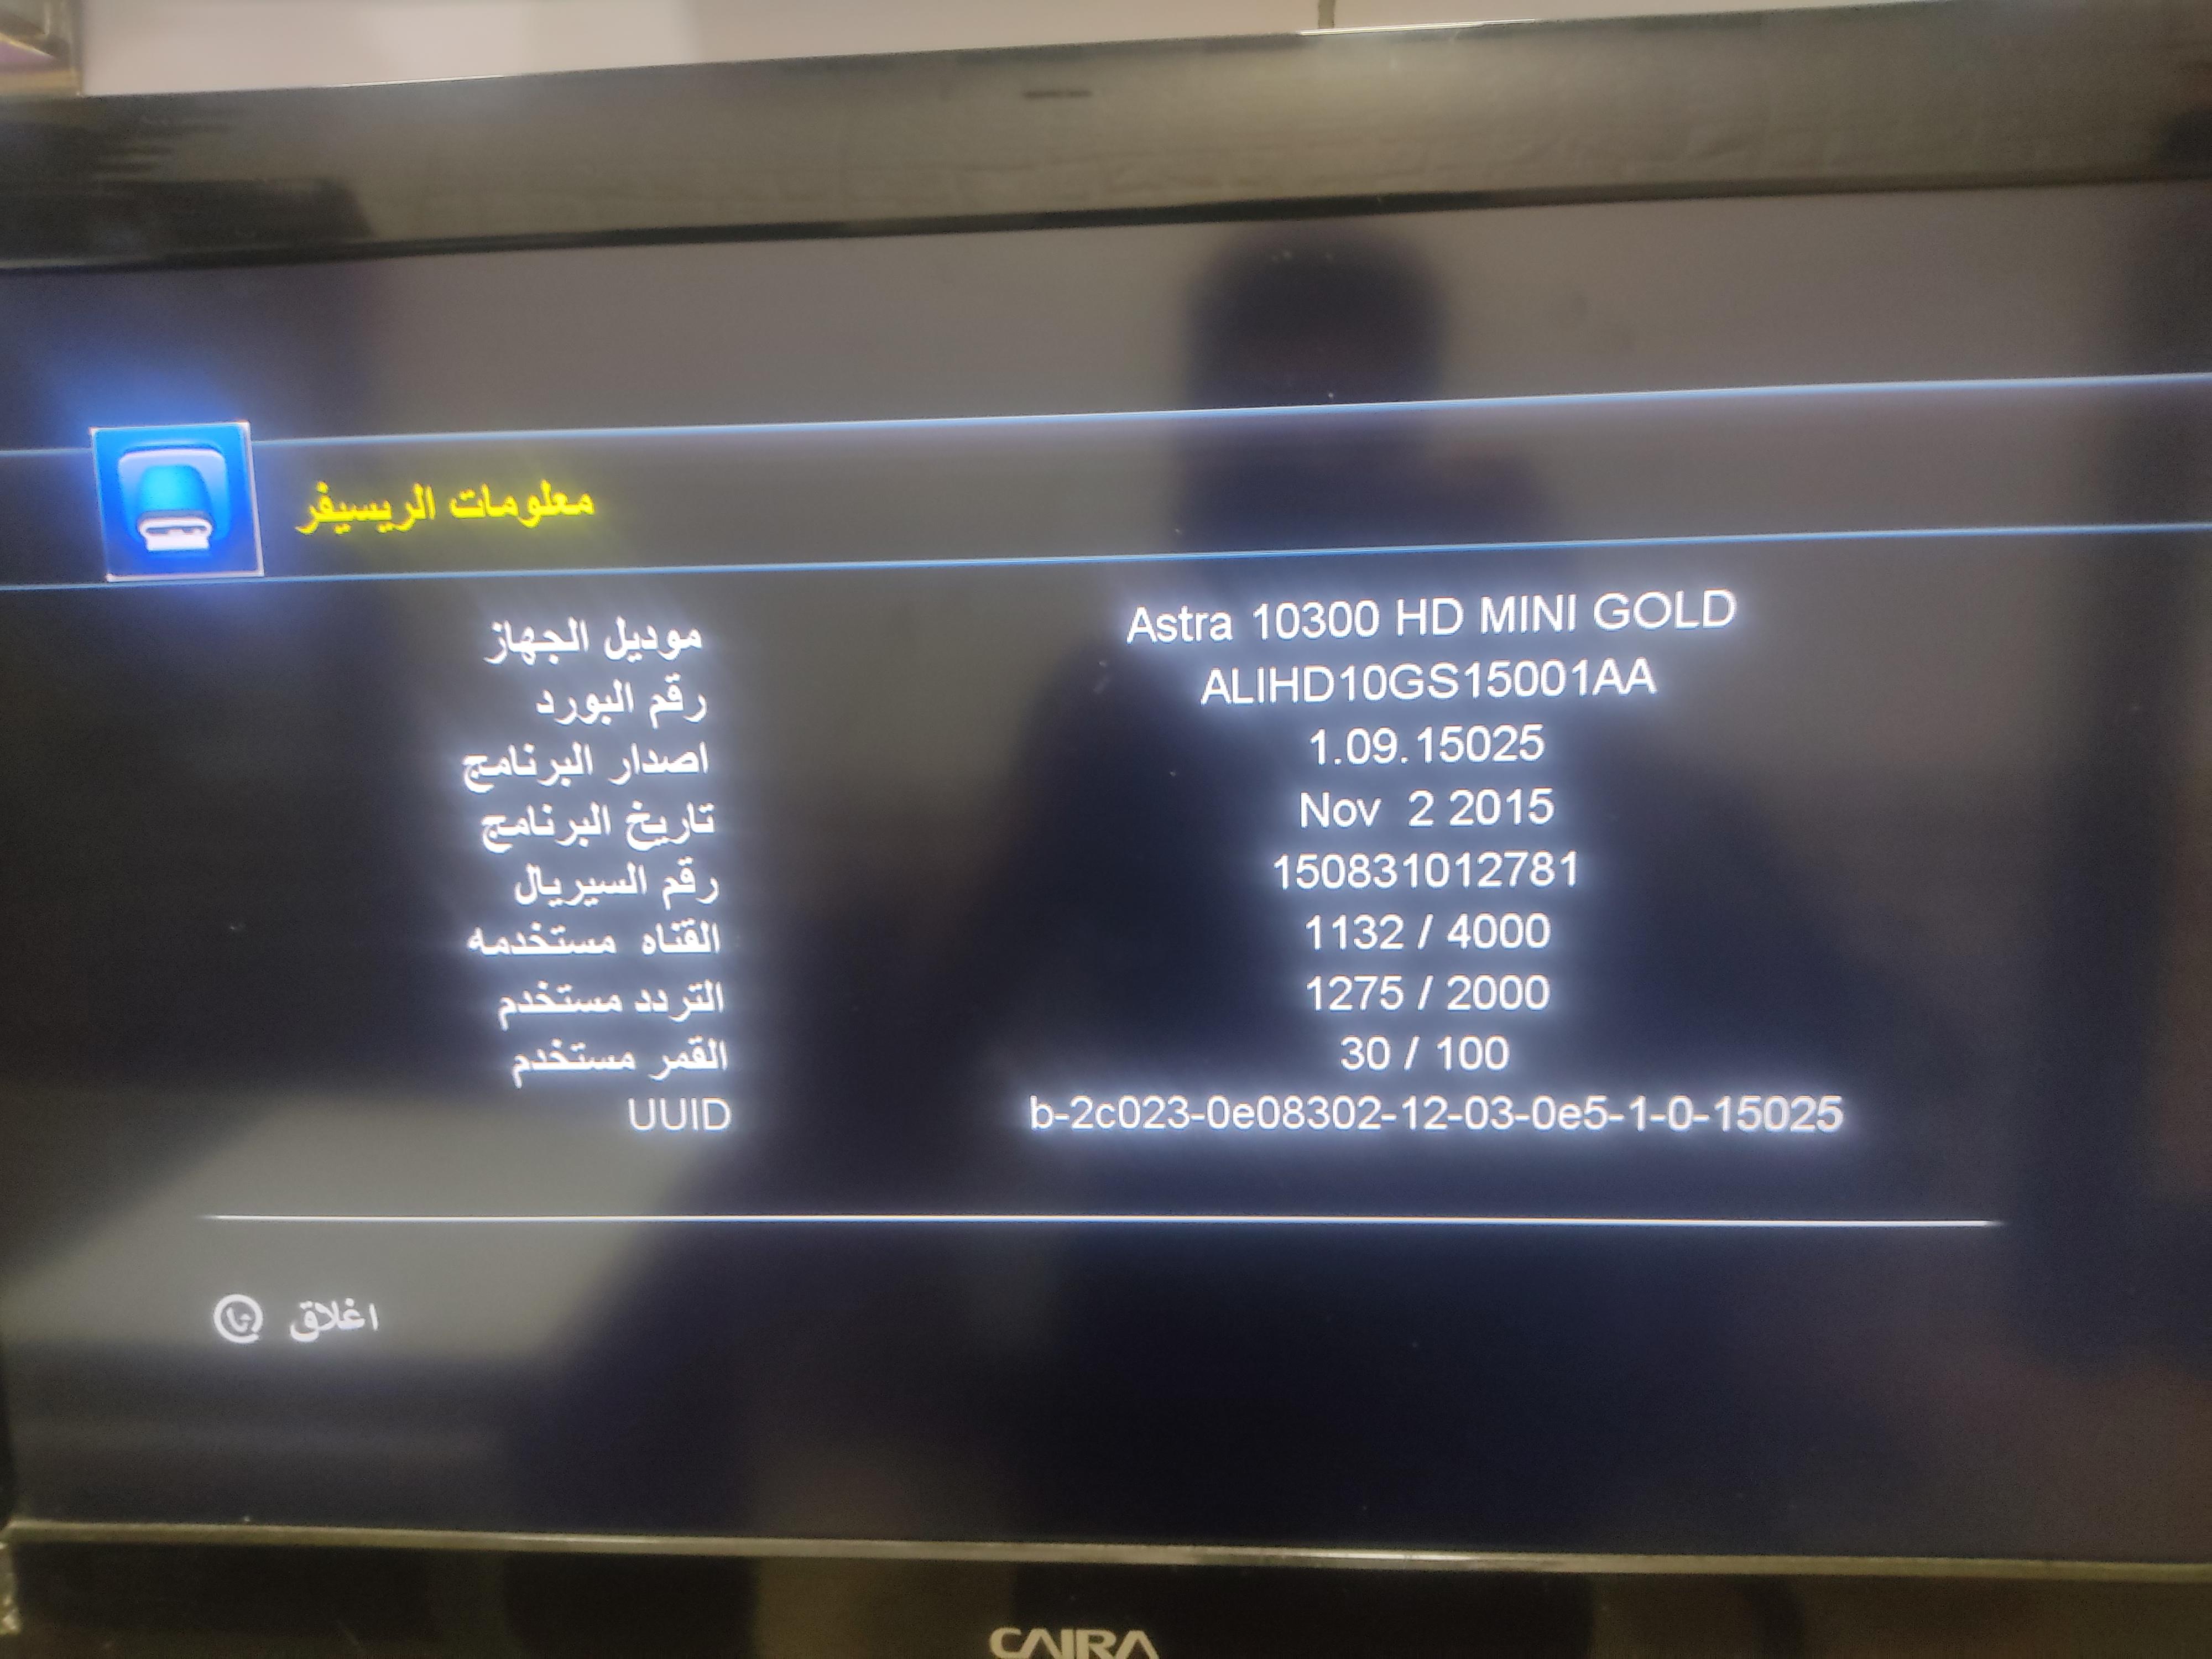 معلومات الريسيفر
موديل الجهاز Astra 10300 HD MINI GOLD
رقم البورد ALIHD10GS15001AA
اصدار البرنامج 1.09.15025
تاريخ البرنامج Nov 2 2015
رقم السيريال 150831012781
القناه مستخدمه 1132 / 4000
التردد مستخدم 1275 / 2000
القمر مستخدم 30 / 100
UUID b-2c023-0e08302-12-03-0e5-1-0-15025
اغلاق
CAIRA